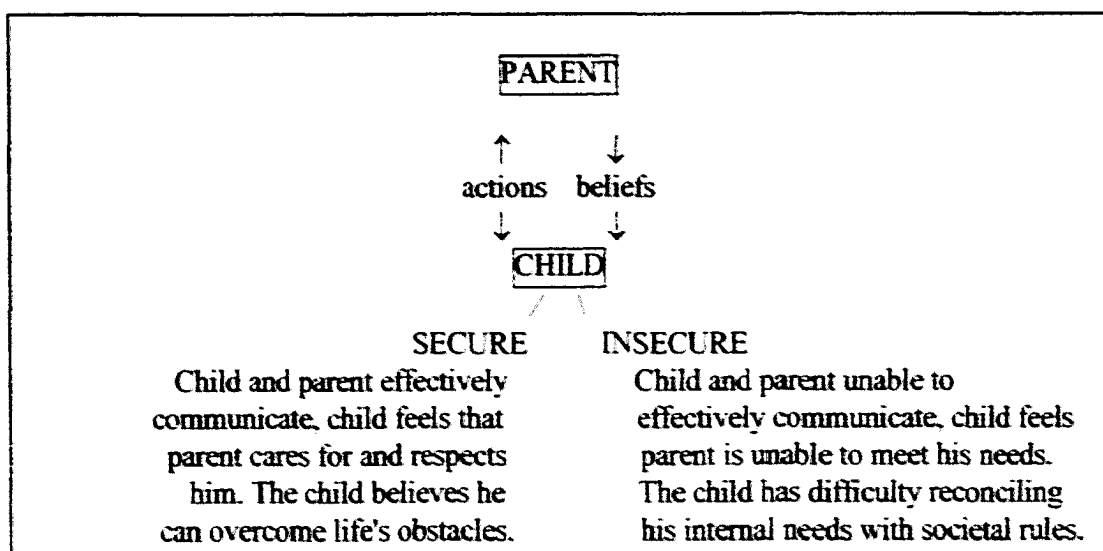 PARENT
actions beliefs
CHILD
SECURE INSECURE
Child and parent effectively
communicate, child feels that
parent cares for and respects
him. The child believes he
can overcome life's obstacles.
Child and parent unable to
effectively communicate, child feels
parent is unable to meet his needs.
The child has difficulty reconciling
his internal needs with societal rules.